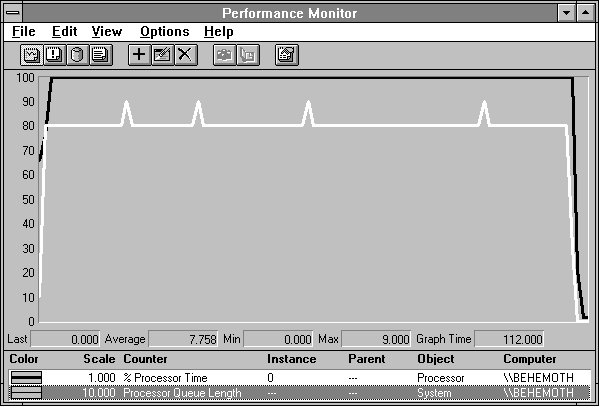 Performance Monitor
File Edit View Options Help
100
90
80
70
60
50
40
30
20
10
0
Last 0.000 Average 7.758 Min 0.000 Max 9.000 Graph Time 112.000
Color Scale Counter Instance Parent Object Computer
1.000 % Processor Time 0 --- Processor \\BEHEMOTH
10.000 Processor Queue Length --- --- System \\BEHEMOTH